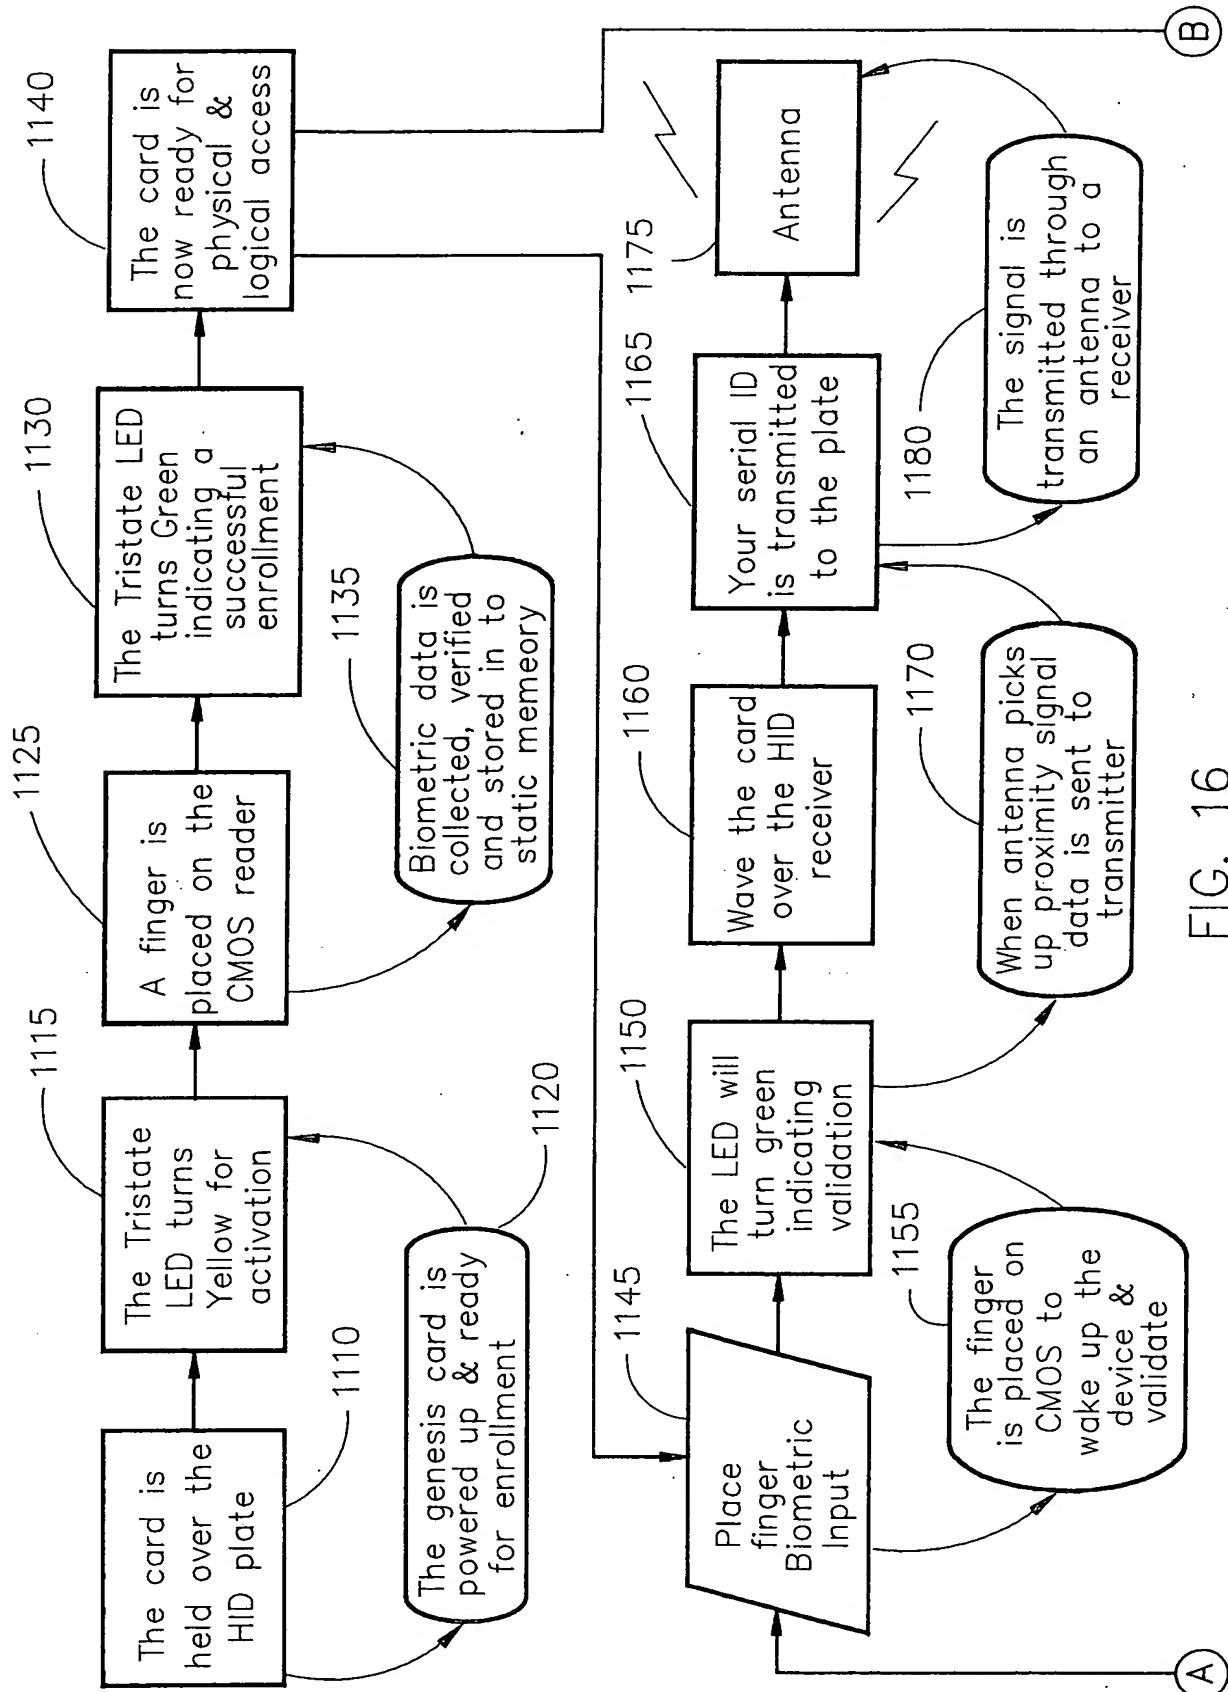 The card is
held over the
HID plate
1110
The Tristate
LED turns
Yellow for
activation
1115
The genesis card is
powered up & ready
for enrollment
1120
A finger is
placed on the
CMOS reader
1125
The Tristate LED
turns Green
indicating a
successful
enrollment
1130
Biometric data is
collected, verified
and stored in to
static memeory
1135
The card is
now ready for
physical &
logical access
1140
A
Place
finger
Biometric
Input
1145
The LED will
turn green
indicating
validation
1150
The finger
is placed on
CMOS to
wake up the
device &
validate
1155
Wave the card
over the HID
receiver
1160
Your serial ID
is transmitted
to the plate
1165
When antenna picks
up proximity signal
data is sent to
transmitter
1170
Antenna
1175
The signal is
transmitted through
an antenna to a
receiver
1180
B
FIG. 16